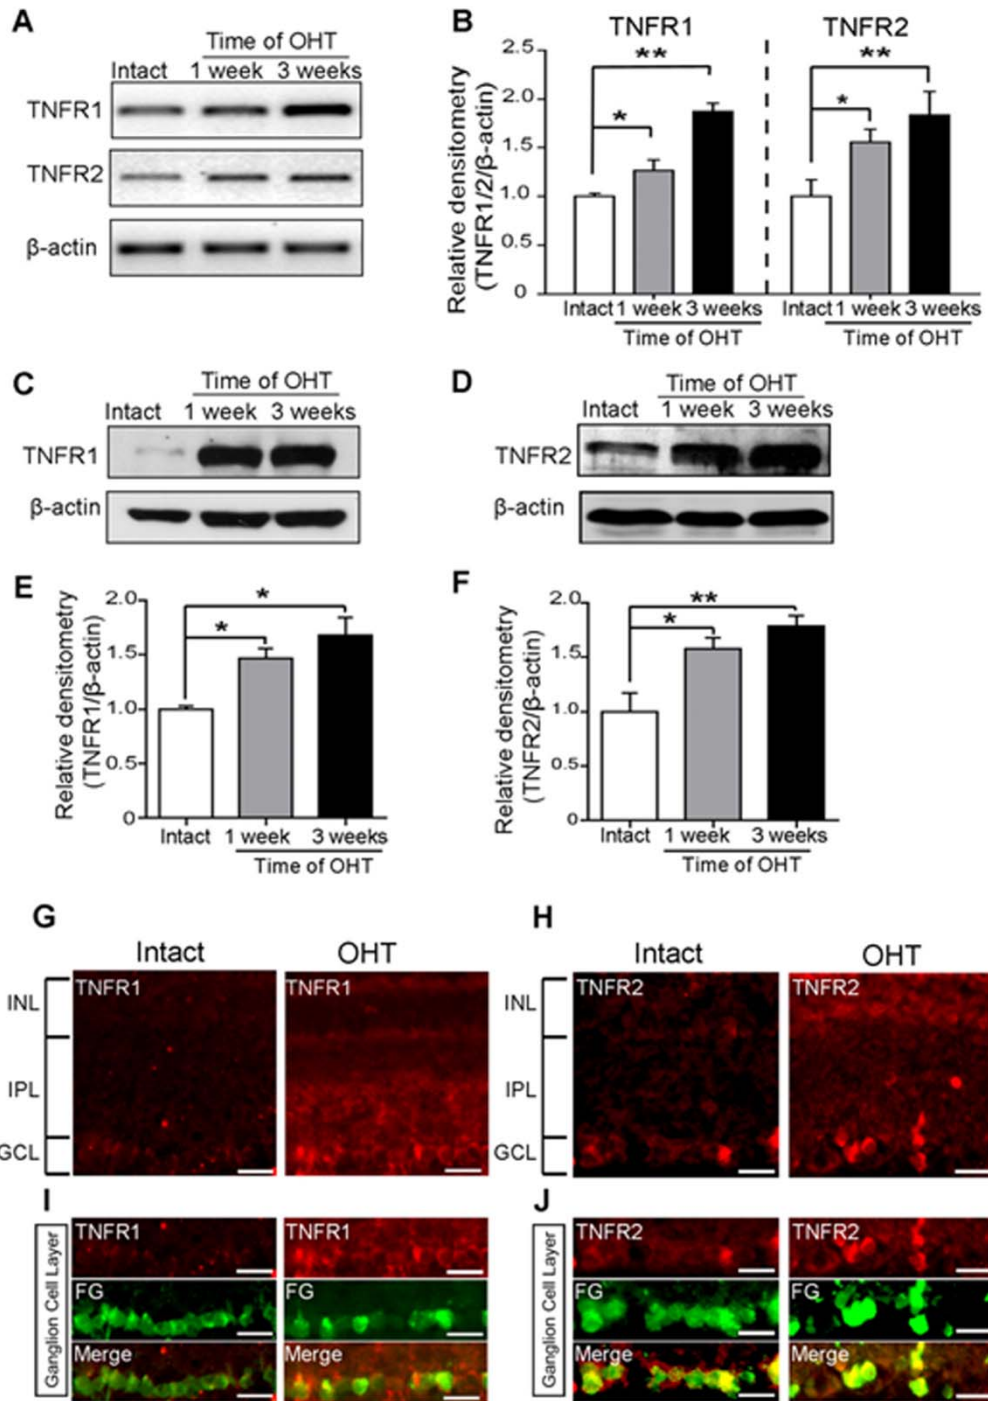 A
Time of OHT
Intact 1 week 3 weeks
TNFR1
TNFR2
β-actin
B
TNFR1 TNFR2
Relative densitometry
(TNFR1/2/β-actin)
2.5
2.0
1.5
1.0
0.5
0
** **
* *
Intact 1 week 3 weeks Intact 1 week 3 weeks
Time of OHT Time of OHT
C
Time of OHT
Intact 1 week 3 weeks
TNFR1
β-actin
D
Time of OHT
Intact 1 week 3 weeks
TNFR2
β-actin
E
Relative densitometry
(TNFR1/β-actin)
2.0
1.5
1.0
0.5
0
*
*
Intact 1 week 3 weeks
Time of OHT
F
Relative densitometry
(TNFR2/β-actin)
2.0
1.5
1.0
0.5
0
**
*
Intact 1 week 3 weeks
Time of OHT
G
Intact OHT
TNFR1 TNFR1
INL
IPL
GCL
H
Intact OHT
TNFR2 TNFR2
INL
IPL
GCL
I
Ganglion Cell Layer
TNFR1 TNFR1
FG FG
Merge Merge
J
Ganglion Cell Layer
TNFR2 TNFR2
FG FG
Merge Merge